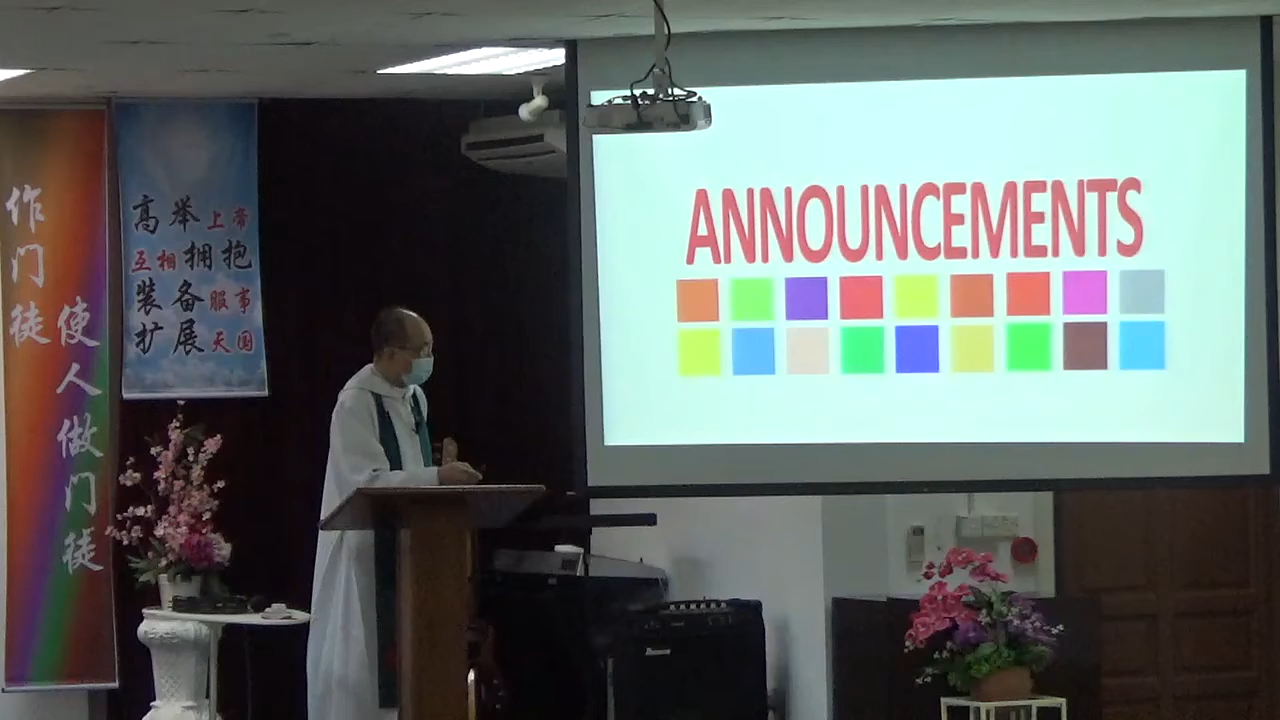 作门徒
使人做门徒
高举上帝
互相拥抱
装备服事
扩展天国
ANNOUNCEMENTS
Ibanez